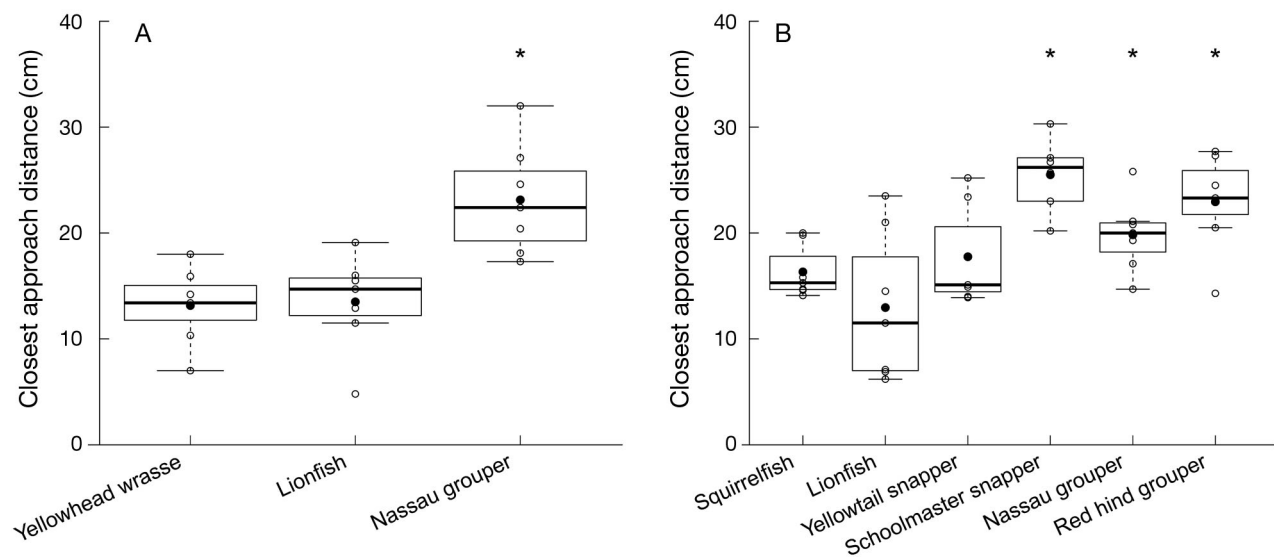 A
Closest approach distance (cm)
40
30
20
10
0
*
Yellowhead wrasse
Lionfish
Nassau grouper
B
Closest approach distance (cm)
40
30
20
10
0
*
*
*
Squirrelfish
Lionfish
Yellowtail snapper
Schoolmaster snapper
Nassau grouper
Red hind grouper